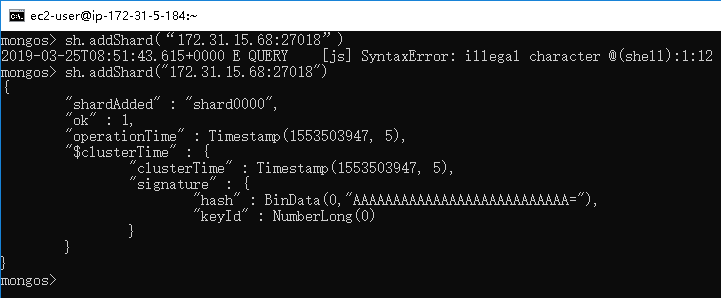 C:\. ec2-user@ip-172-31-5-184:~
mongos> sh.addShard(“172.31.15.68:27018”)
2019-03-25T08:51:43.615+0000 E QUERY    [js] SyntaxError: illegal character @(shell):1:12
mongos> sh.addShard("172.31.15.68:27018")
{
        "shardAdded" : "shard0000",
        "ok" : 1,
        "operationTime" : Timestamp(1553503947, 5),
        "$clusterTime" : {
                "clusterTime" : Timestamp(1553503947, 5),
                "signature" : {
                        "hash" : BinData(0,"AAAAAAAAAAAAAAAAAAAAAAAAAAA="),
                        "keyId" : NumberLong(0)
                }
        }
}
mongos>